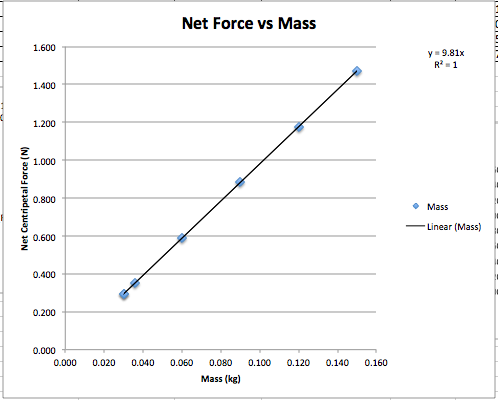 Net Force vs Mass
y = 9.81x
R² = 1
1.600
1.400
1.200
1.000
0.800
0.600
0.400
0.200
0.000
Net Centripetal Force (N)
0.000 0.020 0.040 0.060 0.080 0.100 0.120 0.140 0.160
Mass (kg)
Mass
Linear (Mass)